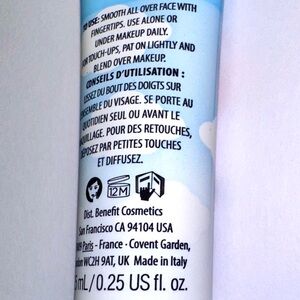 USE: SMOOTH ALL OVER FACE WITH
FINGERTIPS. USE ALONE OR
UNDER MAKEUP DAILY.
TOUCH-UPS, PAT ON LIGHTLY AND
BLEND OVER MAKEUP.
CONSEILS D'UTILISATION :
LISSEZ DU BOUT DES DOIGTS SUR
ENSEMBLE DU VISAGE. SE PORTE AU
QUOTIDIEN SEUL OU AVANT LE
MAQUILLAGE. POUR DES RETOUCHES,
DÉPOSEZ PAR PETITES TOUCHES
ET DIFFUSEZ.
12M
Dist. Benefit Cosmetics
San Francisco CA 94104 USA
Paris - France · Covent Garden,
WC2H 9AT, UK Made in Italy
mL/0.25 US fl. oz.